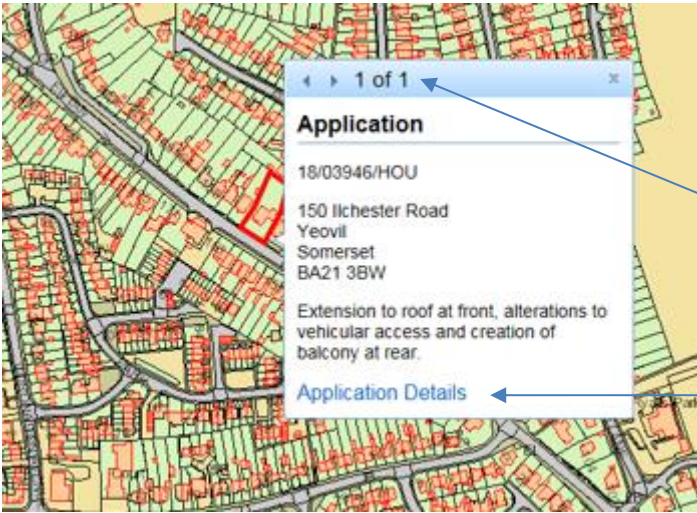 1 of 1
Application
18/03946/HOU
150 Ilchester Road
Yeovil
Somerset
BA21 3BW
Extension to roof at front, alterations to
vehicular access and creation of
balcony at rear.
Application Details